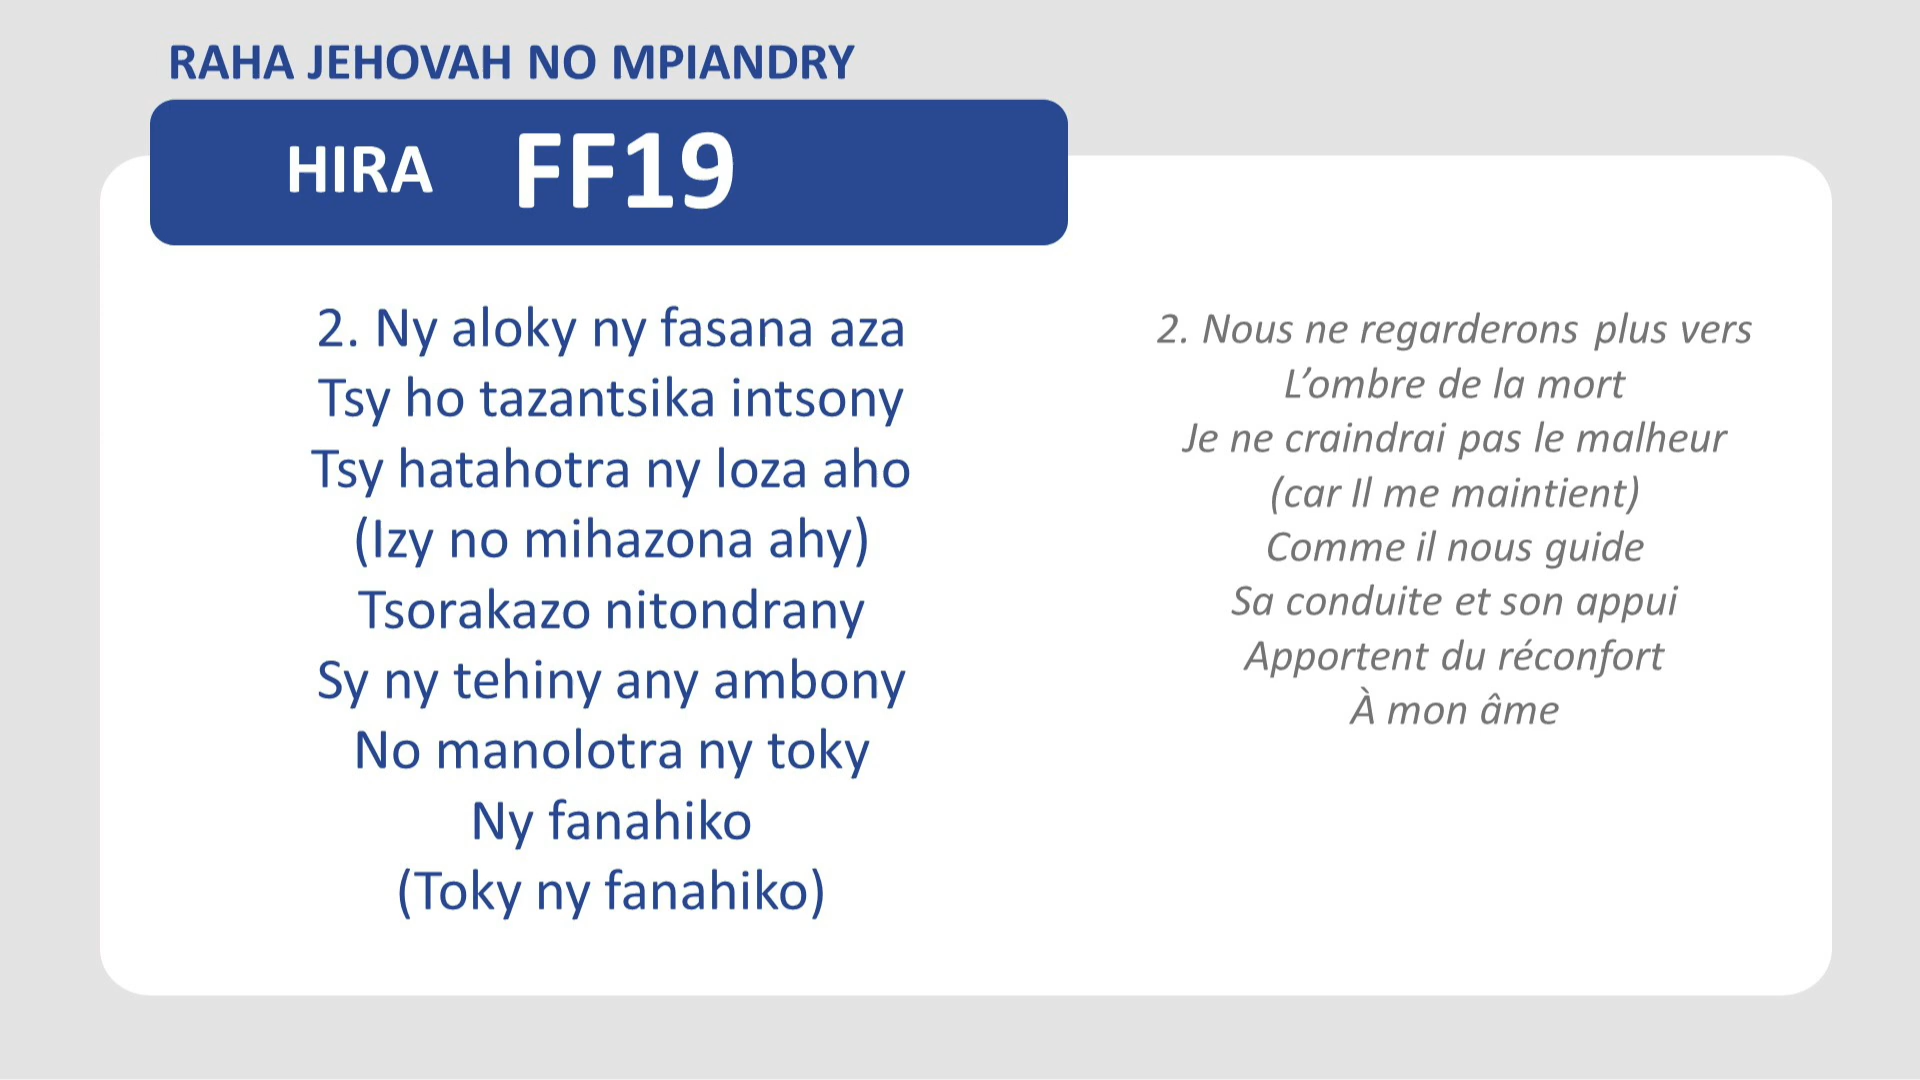 RAHA JEHOVAH NO MPIANDRY
HIRA FF19
2. Ny aloky ny fasana aza
Tsy ho tazantsika intsony
Tsy hatahotra ny loza aho
(Izy no mihazona ahy)
Tsorakazo nitondrany
Sy ny tehiny any ambony
No manolotra ny toky
Ny fanahiko
(Toky ny fanahiko)
2. Nous ne regarderons plus vers
L’ombre de la mort
Je ne craindrai pas le malheur
(car Il me maintient)
Comme il nous guide
Sa conduite et son appui
Apportent du réconfort
À mon âme